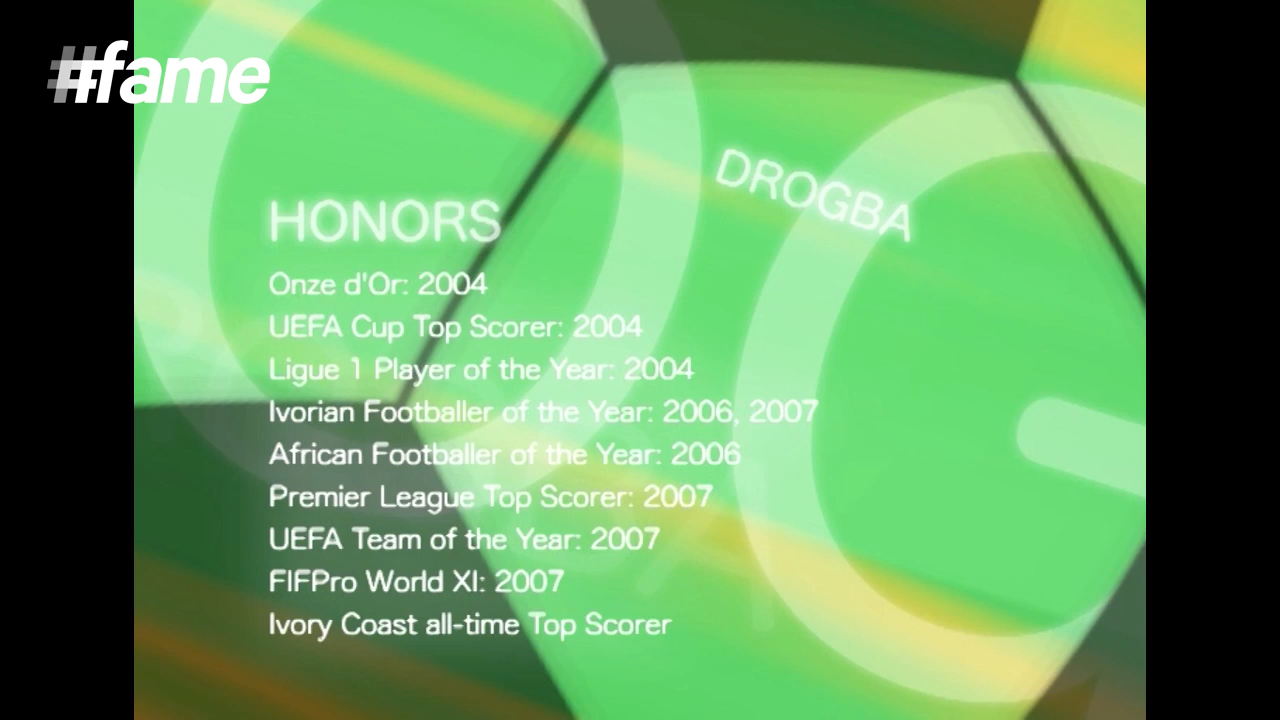 #fame
DROGBA
HONORS
Onze d'Or: 2004
UEFA Cup Top Scorer: 2004
Ligue 1 Player of the Year: 2004
Ivorian Footballer of the Year: 2006, 2007
African Footballer of the Year: 2006
Premier League Top Scorer: 2007
UEFA Team of the Year: 2007
FIFPro World XI: 2007
Ivory Coast all-time Top Scorer